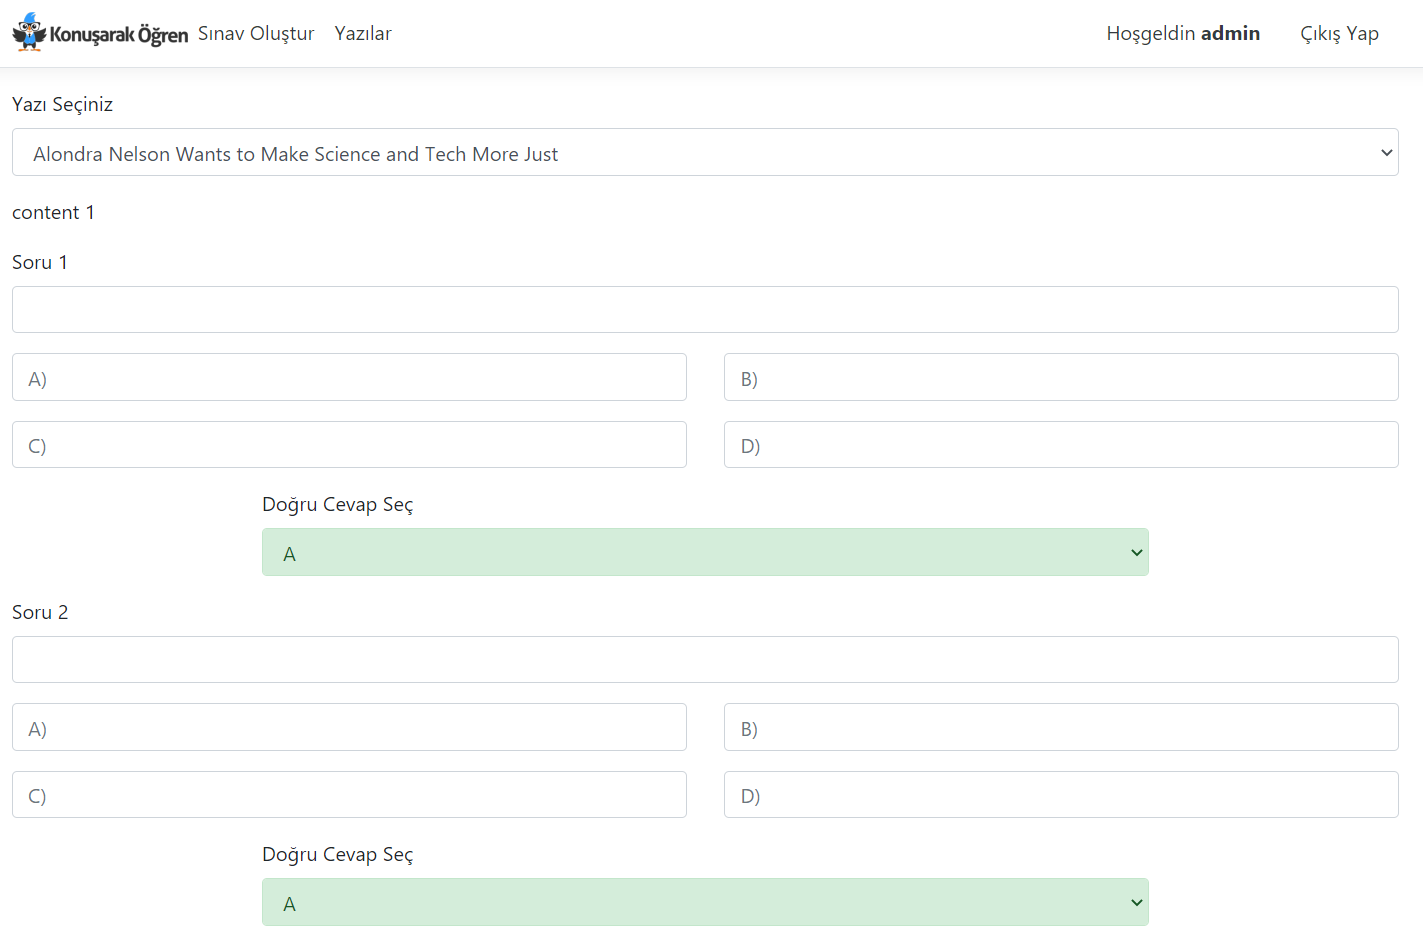 Konuşarak Öğren Sınav Oluştur Yazılar Hoşgeldin admin Çıkış Yap
Yazı Seçiniz
Alondra Nelson Wants to Make Science and Tech More Just
content 1
Soru 1
A) B)
C) D)
Doğru Cevap Seç
A
Soru 2
A) B)
C) D)
Doğru Cevap Seç
A